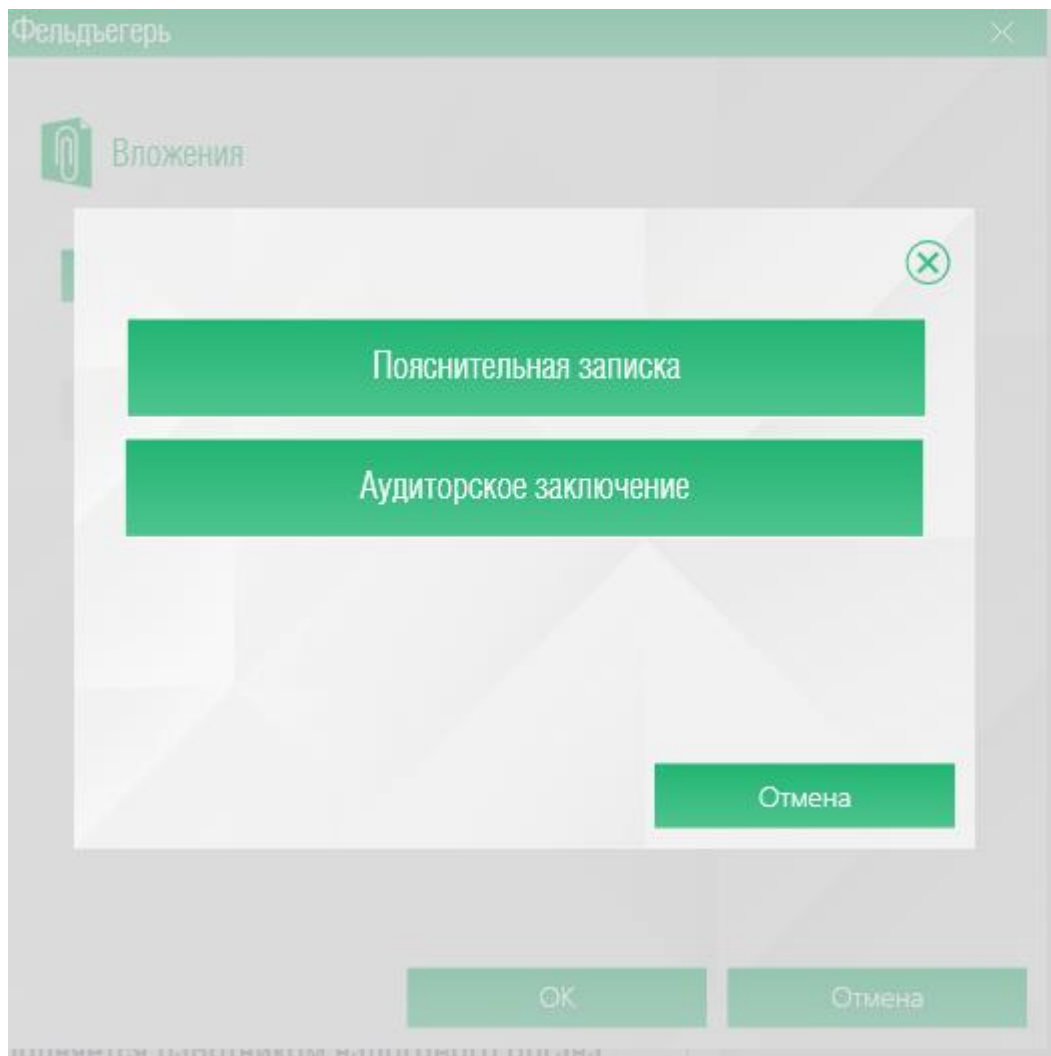 Фельдъегерь
Вложения
Пояснительная записка
Аудиторское заключение
Отмена
OK
Отмена